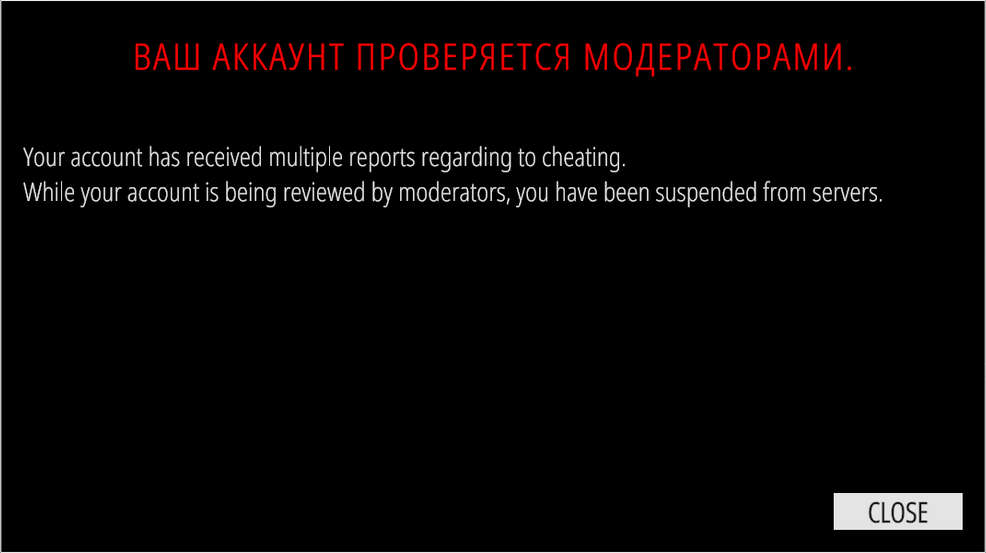 ВАШ АККАУНТ ПРОВЕРЯЕТСЯ МОДЕРАТОРАМИ.
Your account has received multiple reports regarding to cheating.
While your account is being reviewed by moderators, you have been suspended from servers.
CLOSE